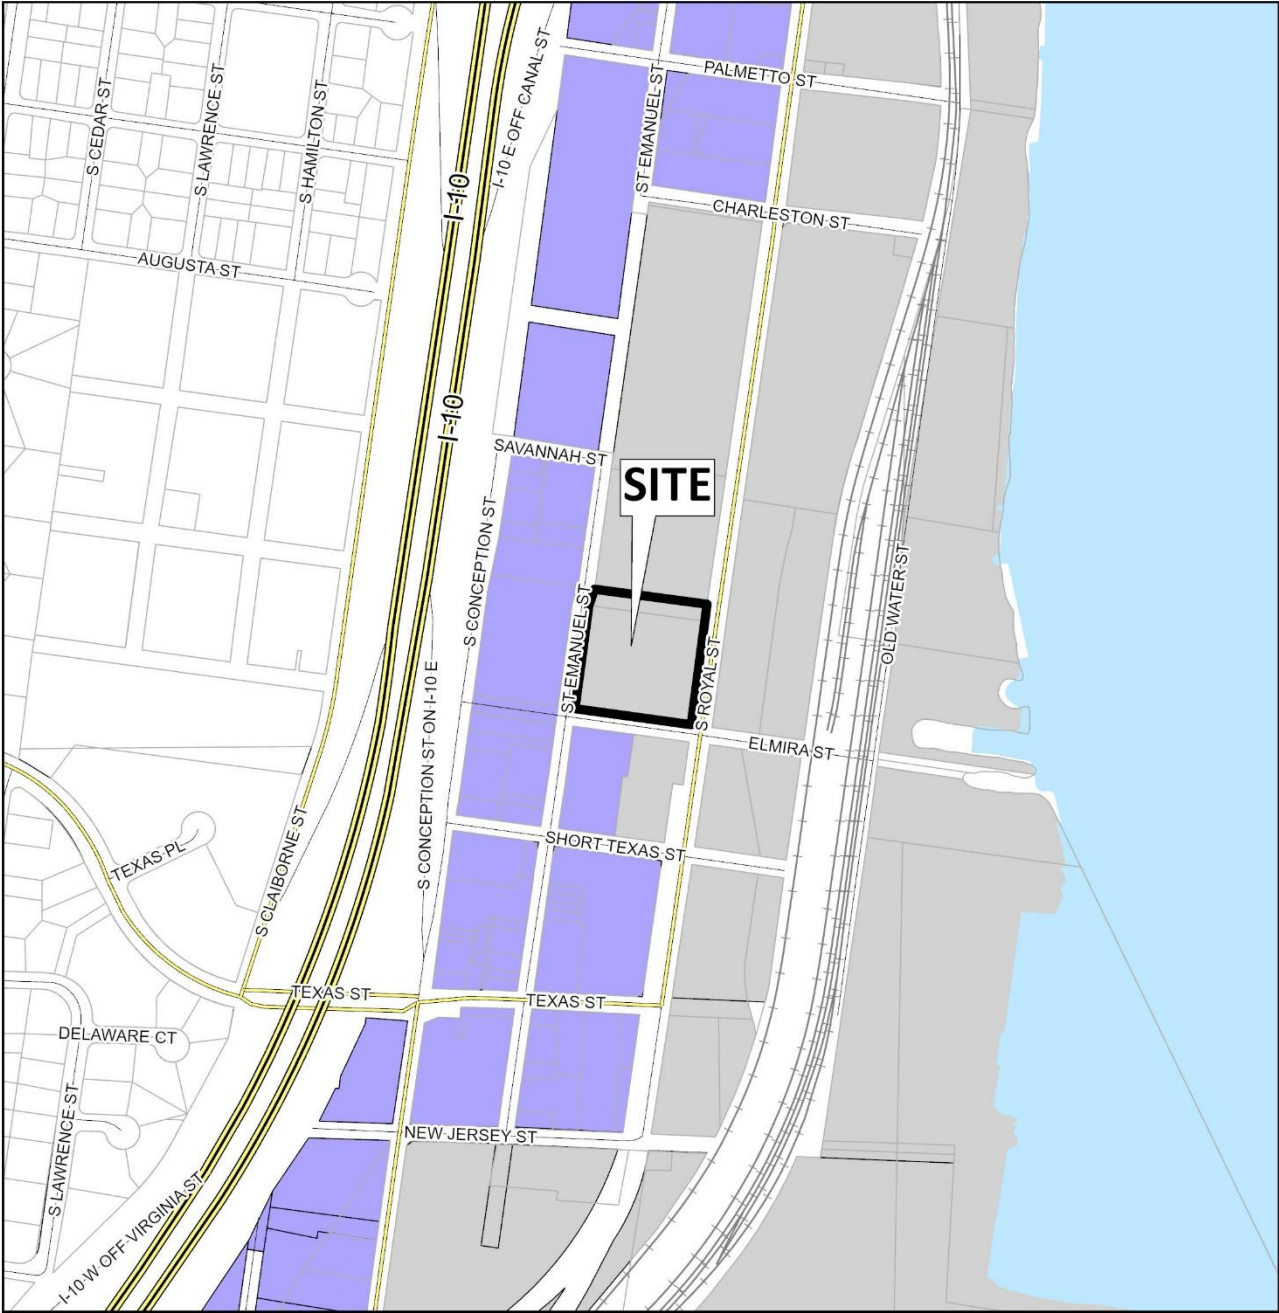 PALMETTO ST
I-10 E OFF CANAL ST
ST EMANUEL ST
S CEDAR ST
S LAWRENCE ST
S HAMILTON ST
I-10
CHARLESTON ST
AUGUSTA ST
I-10
SAVANNAH ST
SITE
S CONCEPTION ST
OLD WATER ST
ST EMANUEL ST
S ROYAL ST
S CONCEPTION ST ON I-10 E
ELMIRA ST
SHORT TEXAS ST
TEXAS PL
S CLAIBORNE ST
TEXAS ST
TEXAS ST
DELAWARE CT
S LAWRENCE ST
NEW JERSEY ST
I-10 W OFF VIRGINIA ST